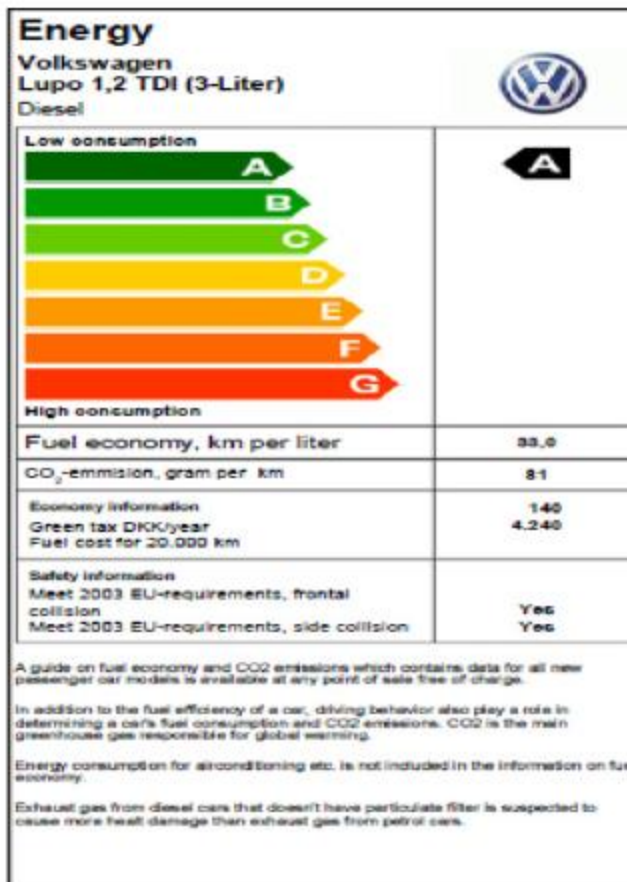 Energy
Volkswagen
Lupo 1,2 TDI (3-Liter)
Diesel
Low consumption
A
A
B
C
D
E
F
G
High consumption
Fuel economy, km per liter 33,0
CO2-emmision, gram per km 81
Economy information 140
Green tax DKK/year 4.240
Fuel cost for 20.000 km
Safety information
Meet 2003 EU-requirements, frontal
collision Yes
Meet 2003 EU-requirements, side collision Yes
A guide on fuel economy and CO2 emissions which contains data for all new
passenger car models is available at any point of sale free of charge.
In addition to the fuel efficiency of a car, driving behavior also play a role in
determining a car's fuel consumption and CO2 emissions. CO2 is the main
greenhouse gas responsible for global warming.
Energy consumption for airconditioning etc. is not included in the information on fu
economy.
Exhaust gas from diesel cars that doesn't have particulate filter is suspected to
cause more healt damage than exhaust gas from petrol cars.